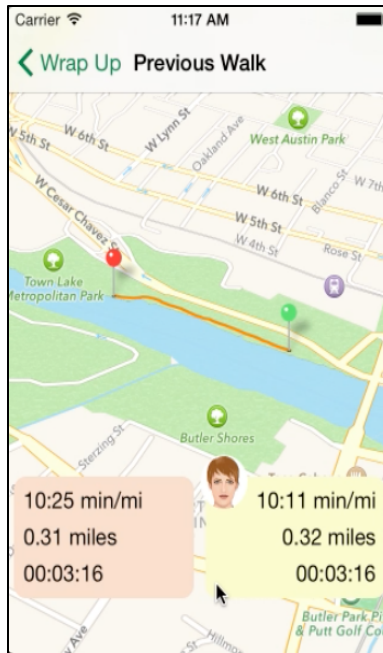 Carrier 11:17 AM
Wrap Up Previous Walk
W Lynn St
Oakland Ave
West Austin Park
W 5th St
W 6th St
W 6th St
Blanco St
W 7th
W Cesar Chavez St
W 5th St
W 4th St
Rose St
Town Lake
Metropolitan Park
Butler Shores
Sterzing St
10:25 min/mi
0.31 miles
00:03:16
10:11 min/mi
0.32 miles
00:03:16
Butler Park Pi
& Putt Golf Co